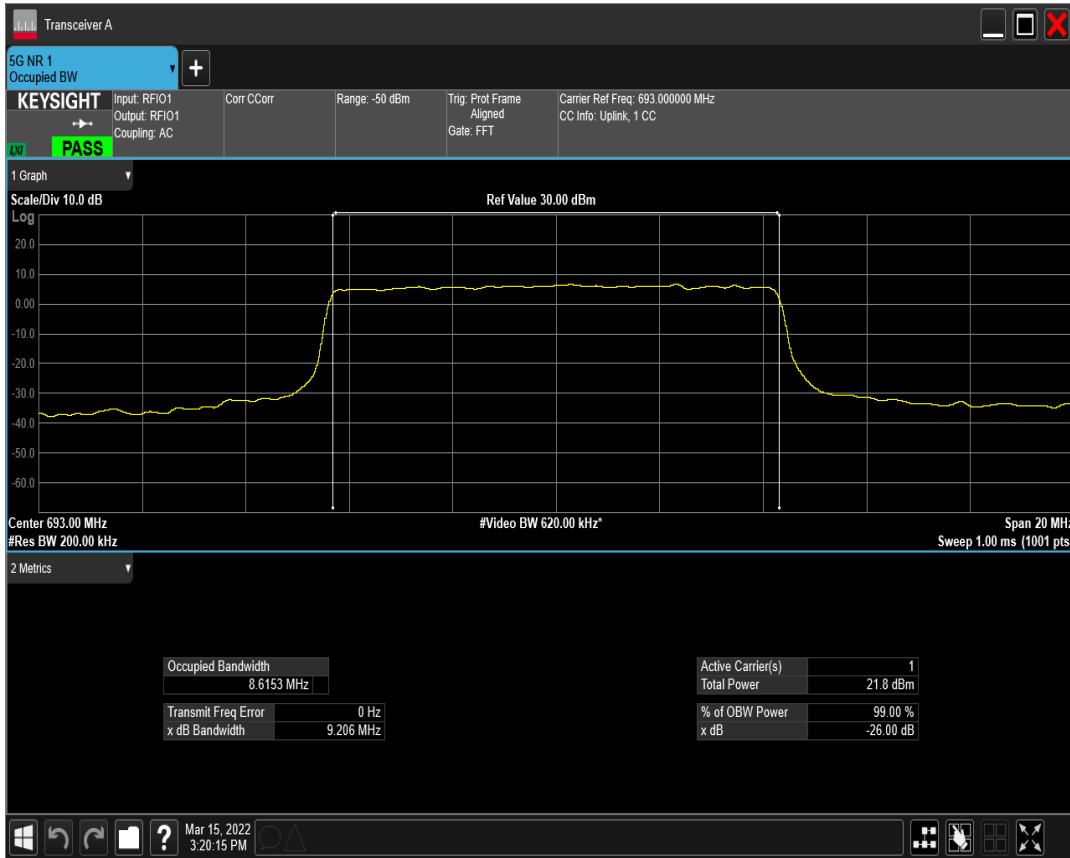 Transceiver A
5G NR 1
Occupied BW
+
KEYSIGHT
LXI
PASS
Input: RFIO1
Output: RFIO1
Coupling: AC
Corr CCorr
Range: -50 dBm
Trig: Prot Frame
Aligned
Gate: FFT
Carrier Ref Freq: 693.000000 MHz
CC Info: Uplink, 1 CC
1 Graph
Scale/Div 10.0 dB
Ref Value 30.00 dBm
Log
20.0
10.0
0.00
-10.0
-20.0
-30.0
-40.0
-50.0
-60.0
Center 693.00 MHz
#Video BW 620.00 kHz*
Span 20 MHz
#Res BW 200.00 kHz
Sweep 1.00 ms (1001 pts
2 Metrics
Occupied Bandwidth
8.6153 MHz
Transmit Freq Error 0 Hz
x dB Bandwidth 9.206 MHz
Active Carrier(s) 1
Total Power 21.8 dBm
% of OBW Power 99.00 %
x dB -26.00 dB
?
Mar 15, 2022
3:20:15 PM